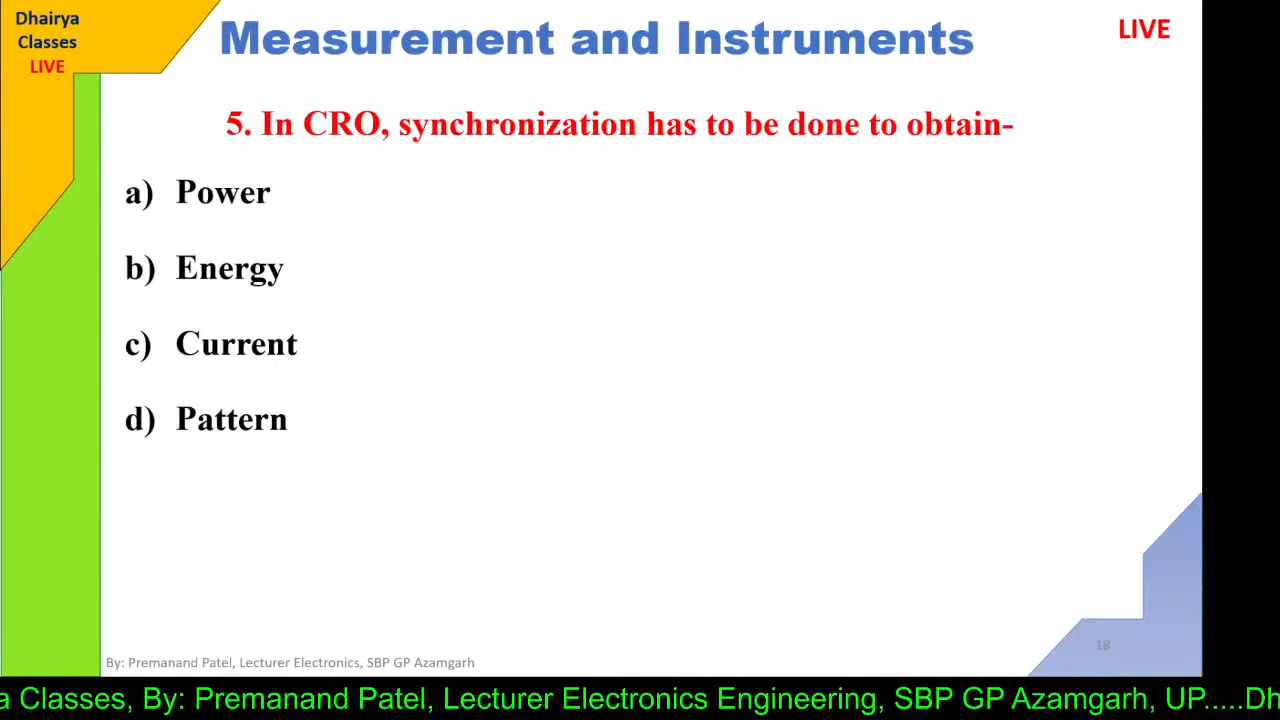 Dhairya
Classes
LIVE
Measurement and Instruments
LIVE
5. In CRO, synchronization has to be done to obtain-
a) Power
b) Energy
c) Current
d) Pattern
18
By: Premanand Patel, Lecturer Electronics, SBP GP Azamgarh
a Classes, By: Premanand Patel, Lecturer Electronics Engineering, SBP GP Azamgarh, UP.....Dh